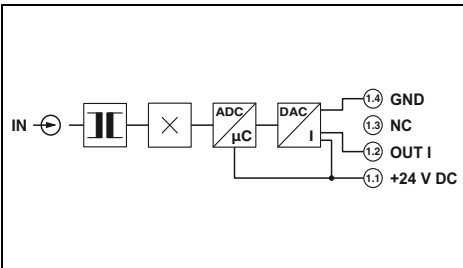 IN
ADC
µC
DAC
I
1.4 GND
1.3 NC
1.2 OUT I
1.1 +24 V DC